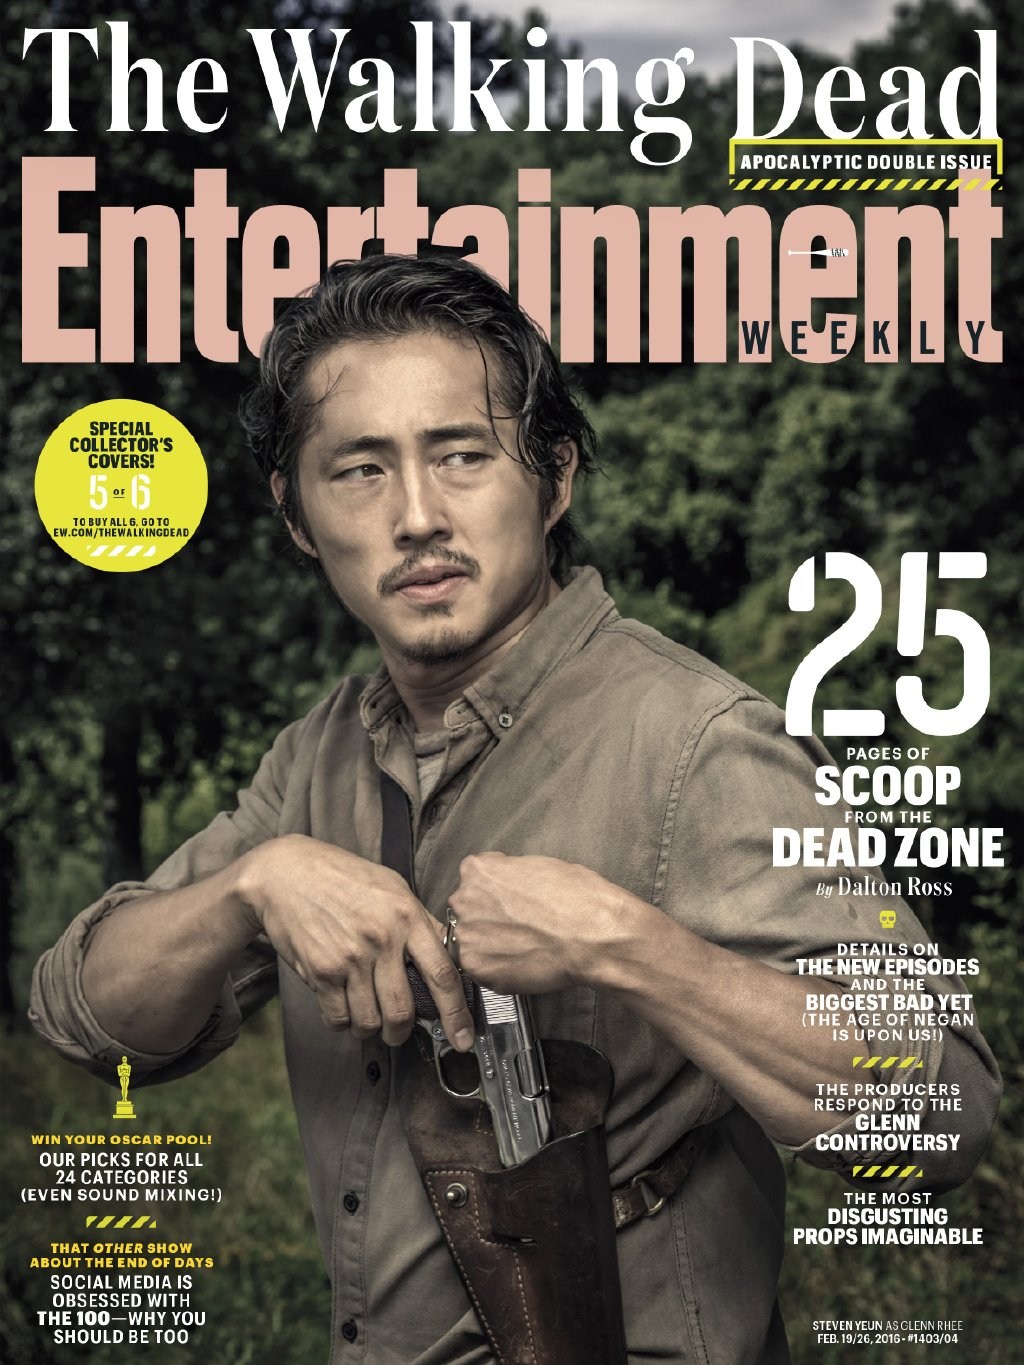 The Walking Dead
APOCALYPTIC DOUBLE ISSUE
Entertainment
WEEKLY
SPECIAL
COLLECTOR'S
COVERS!
5 OF 6
TO BUY ALL 6, GO TO
EW.COM/THEWALKINGDEAD
25
PAGES OF
SCOOP
FROM THE
DEAD ZONE
By Dalton Ross
DETAILS ON
THE NEW EPISODES
AND THE
BIGGEST BAD YET
(THE AGE OF NEGAN
IS UPON US!)
THE PRODUCERS
RESPOND TO THE
GLENN
CONTROVERSY
THE MOST
DISGUSTING
PROPS IMAGINABLE
WIN YOUR OSCAR POOL!
OUR PICKS FOR ALL
24 CATEGORIES
(EVEN SOUND MIXING!)
THAT OTHER SHOW
ABOUT THE END OF DAYS
SOCIAL MEDIA IS
OBSESSED WITH
THE 100—WHY YOU
SHOULD BE TOO
STEVEN YEUN AS GLENN RHEE
FEB. 19/26, 2016 • #1403/04